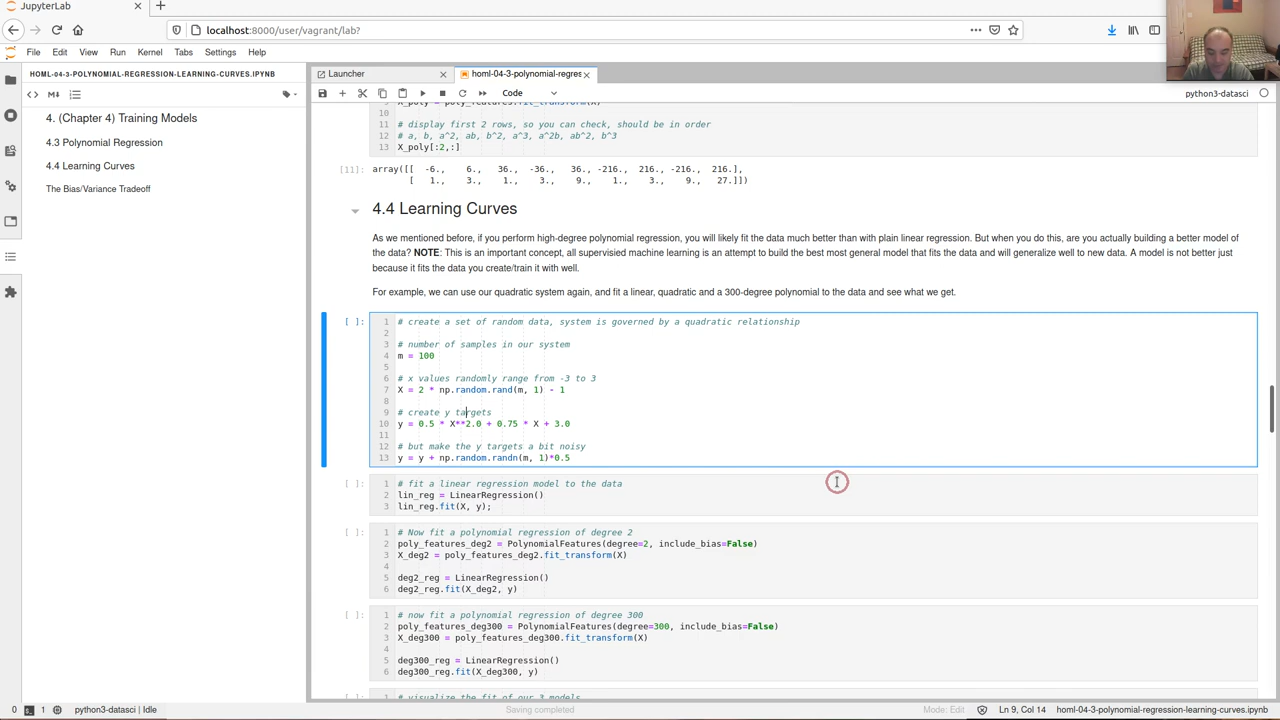 JupyterLab
localhost:8000/user/vagrant/lab?
File Edit View Run Kernel Tabs Settings Help
HOML-04-3-POLYNOMIAL-REGRESSION-LEARNING-CURVES.IPYNB
4. (Chapter 4) Training Models
4.3 Polynomial Regression
4.4 Learning Curves
The Bias/Variance Tradeoff
Launcher
homl-04-3-polynomial-regres
Code
python3-datasci
9 X_poly = poly_features.fit_transform(X)
10
11 # display first 2 rows, so you can check, should be in order
12 # a, b, a^2, ab, b^2, a^3, a^2b, ab^2, b^3
13 X_poly[:2,:]
[11]: array([[ -6., 6., 36., -36., 36., -216., 216., -216., 216.],
[ 1., 3., 1., 3., 9., 1., 3., 9., 27.]])
4.4 Learning Curves
As we mentioned before, if you perform high-degree polynomial regression, you will likely fit the data much better than with plain linear regression. But when you do this, are you actually building a better model of
the data? NOTE: This is an important concept, all supervisied machine learning is an attempt to build the best most general model that fits the data and will generalize well to new data. A model is not better just
because it fits the data you create/train it with well.
For example, we can use our quadratic system again, and fit a linear, quadratic and a 300-degree polynomial to the data and see what we get.
[ ]: 1 # create a set of random data, system is governed by a quadratic relationship
2
3 # number of samples in our system
4 m = 100
5
6 # x values randomly range from -3 to 3
7 X = 2 * np.random.rand(m, 1) - 1
8
9 # create y targets
10 y = 0.5 * X**2.0 + 0.75 * X + 3.0
11
12 # but make the y targets a bit noisy
13 y = y + np.random.randn(m, 1)*0.5
[ ]: 1 # fit a linear regression model to the data
2 lin_reg = LinearRegression()
3 lin_reg.fit(X, y);
[ ]: 1 # Now fit a polynomial regression of degree 2
2 poly_features_deg2 = PolynomialFeatures(degree=2, include_bias=False)
3 X_deg2 = poly_features_deg2.fit_transform(X)
4
5 deg2_reg = LinearRegression()
6 deg2_reg.fit(X_deg2, y)
[ ]: 1 # now fit a polynomial regression of degree 300
2 poly_features_deg300 = PolynomialFeatures(degree=300, include_bias=False)
3 X_deg300 = poly_features_deg300.fit_transform(X)
4
5 deg300_reg = LinearRegression()
6 deg300_reg.fit(X_deg300, y)
[ ]: 1 # visualize the fit of our 3 models
0 1 python3-datasci | Idle
Saving completed
Mode: Edit
Ln 9, Col 14
homl-04-3-polynomial-regression-learning-curves.ipynb